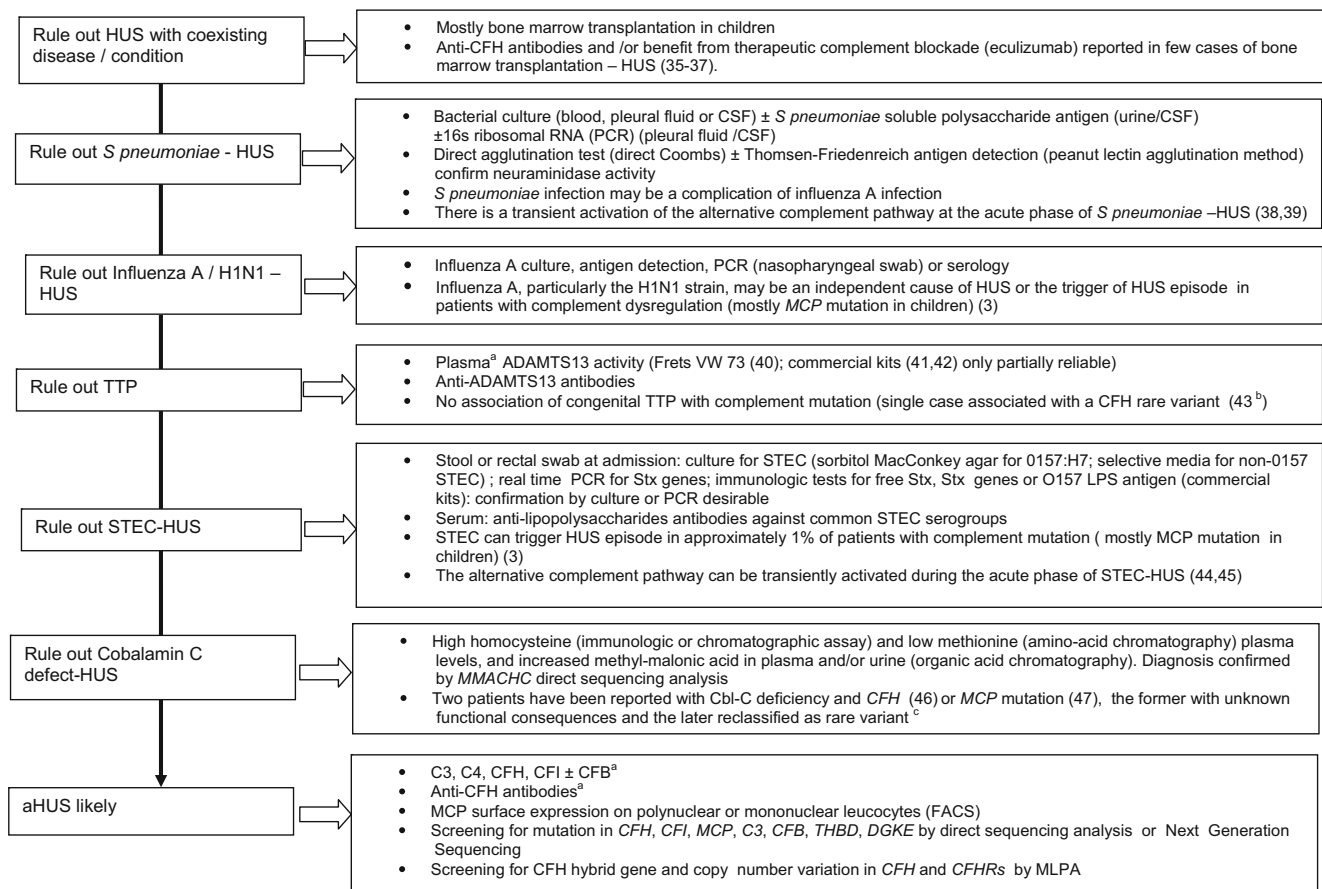 Rule out HUS with coexisting
disease / condition
• Mostly bone marrow transplantation in children
• Anti-CFH antibodies and /or benefit from therapeutic complement blockade (eculizumab) reported in few cases of bone
marrow transplantation – HUS (35-37).
Rule out S pneumoniae - HUS
• Bacterial culture (blood, pleural fluid or CSF) ± S pneumoniae soluble polysaccharide antigen (urine/CSF)
±16s ribosomal RNA (PCR) (pleural fluid /CSF)
• Direct agglutination test (direct Coombs) ± Thomsen-Friedenreich antigen detection (peanut lectin agglutination method)
confirm neuraminidase activity
• S pneumoniae infection may be a complication of influenza A infection
• There is a transient activation of the alternative complement pathway at the acute phase of S pneumoniae –HUS (38,39)
Rule out Influenza A / H1N1 –
HUS
• Influenza A culture, antigen detection, PCR (nasopharyngeal swab) or serology
• Influenza A, particularly the H1N1 strain, may be an independent cause of HUS or the trigger of HUS episode in
patients with complement dysregulation (mostly MCP mutation in children) (3)
Rule out TTP
• Plasmaᵃ ADAMTS13 activity (Frets VW 73 (40); commercial kits (41,42) only partially reliable)
• Anti-ADAMTS13 antibodies
• No association of congenital TTP with complement mutation (single case associated with a CFH rare variant (43 ᵇ)
Rule out STEC-HUS
• Stool or rectal swab at admission: culture for STEC (sorbitol MacConkey agar for 0157:H7; selective media for non-0157
STEC) ; real time PCR for Stx genes; immunologic tests for free Stx, Stx genes or O157 LPS antigen (commercial
kits): confirmation by culture or PCR desirable
• Serum: anti-lipopolysaccharides antibodies against common STEC serogroups
• STEC can trigger HUS episode in approximately 1% of patients with complement mutation ( mostly MCP mutation in
children) (3)
• The alternative complement pathway can be transiently activated during the acute phase of STEC-HUS (44,45)
Rule out Cobalamin C
defect-HUS
• High homocysteine (immunologic or chromatographic assay) and low methionine (amino-acid chromatography) plasma
levels, and increased methyl-malonic acid in plasma and/or urine (organic acid chromatography). Diagnosis confirmed
by MMACHC direct sequencing analysis
• Two patients have been reported with Cbl-C deficiency and CFH (46) or MCP mutation (47), the former with unknown
functional consequences and the later reclassified as rare variant ᶜ
aHUS likely
• C3, C4, CFH, CFI ± CFBᵃ
• Anti-CFH antibodiesᵃ
• MCP surface expression on polynuclear or mononuclear leucocytes (FACS)
• Screening for mutation in CFH, CFI, MCP, C3, CFB, THBD, DGKE by direct sequencing analysis or Next Generation
Sequencing
• Screening for CFH hybrid gene and copy number variation in CFH and CFHRs by MLPA